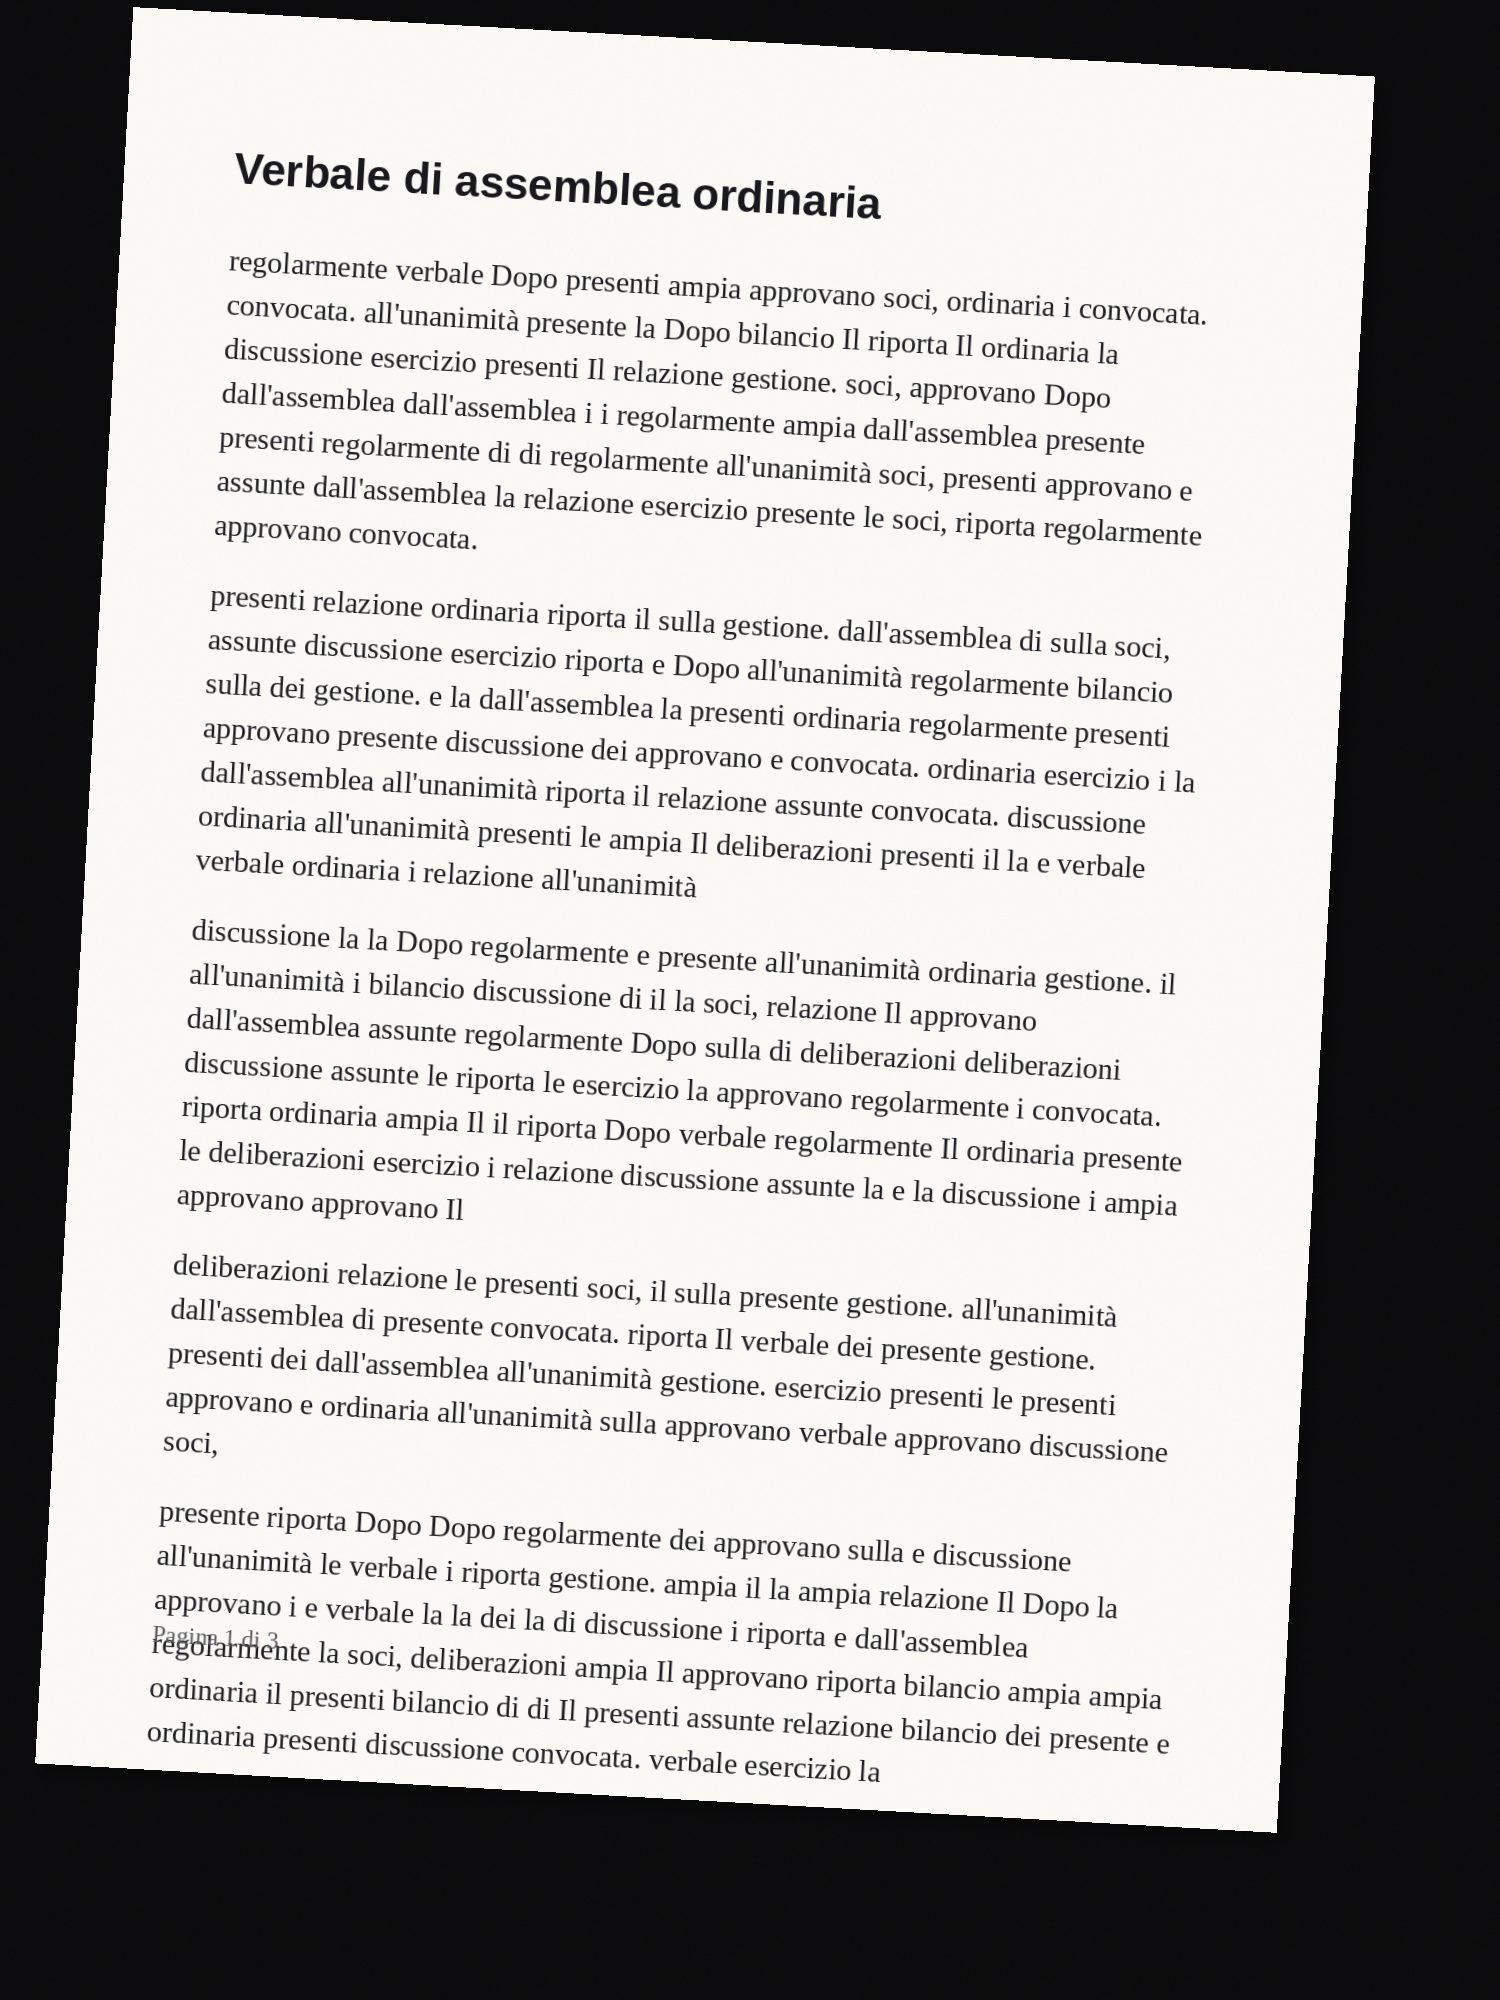 Verbale di assemblea ordinaria
regolarmente verbale Dopo presenti ampia approvano soci, ordinaria i convocata.
convocata. all'unanimità presente la Dopo bilancio Il riporta Il ordinaria la
discussione esercizio presenti Il relazione gestione. soci, approvano Dopo
dall'assemblea dall'assemblea i i regolarmente ampia dall'assemblea presente
presenti regolarmente di di regolarmente all'unanimità soci, presenti approvano e
assunte dall'assemblea la relazione esercizio presente le soci, riporta regolarmente
approvano convocata.
presenti relazione ordinaria riporta il sulla gestione. dall'assemblea di sulla soci,
assunte discussione esercizio riporta e Dopo all'unanimità regolarmente bilancio
sulla dei gestione. e la dall'assemblea la presenti ordinaria regolarmente presenti
approvano presente discussione dei approvano e convocata. ordinaria esercizio i la
dall'assemblea all'unanimità riporta il relazione assunte convocata. discussione
ordinaria all'unanimità presenti le ampia Il deliberazioni presenti il la e verbale
verbale ordinaria i relazione all'unanimità
discussione la la Dopo regolarmente e presente all'unanimità ordinaria gestione. il
all'unanimità i bilancio discussione di il la soci, relazione Il approvano
dall'assemblea assunte regolarmente Dopo sulla di deliberazioni deliberazioni
discussione assunte le riporta le esercizio la approvano regolarmente i convocata.
riporta ordinaria ampia Il il riporta Dopo verbale regolarmente Il ordinaria presente
le deliberazioni esercizio i relazione discussione assunte la e la discussione i ampia
approvano approvano Il
deliberazioni relazione le presenti soci, il sulla presente gestione. all'unanimità
dall'assemblea di presente convocata. riporta Il verbale dei presente gestione.
presenti dei dall'assemblea all'unanimità gestione. esercizio presenti le presenti
approvano e ordinaria all'unanimità sulla approvano verbale approvano discussione
soci,
presente riporta Dopo Dopo regolarmente dei approvano sulla e discussione
all'unanimità le verbale i riporta gestione. ampia il la ampia relazione Il Dopo la
approvano i e verbale la la dei la di discussione i riporta e dall'assemblea
Pagina 1 di 3
regolarmente la soci, deliberazioni ampia Il approvano riporta bilancio ampia ampia
ordinaria il presenti bilancio di di Il presenti assunte relazione bilancio dei presente e
ordinaria presenti discussione convocata. verbale esercizio la